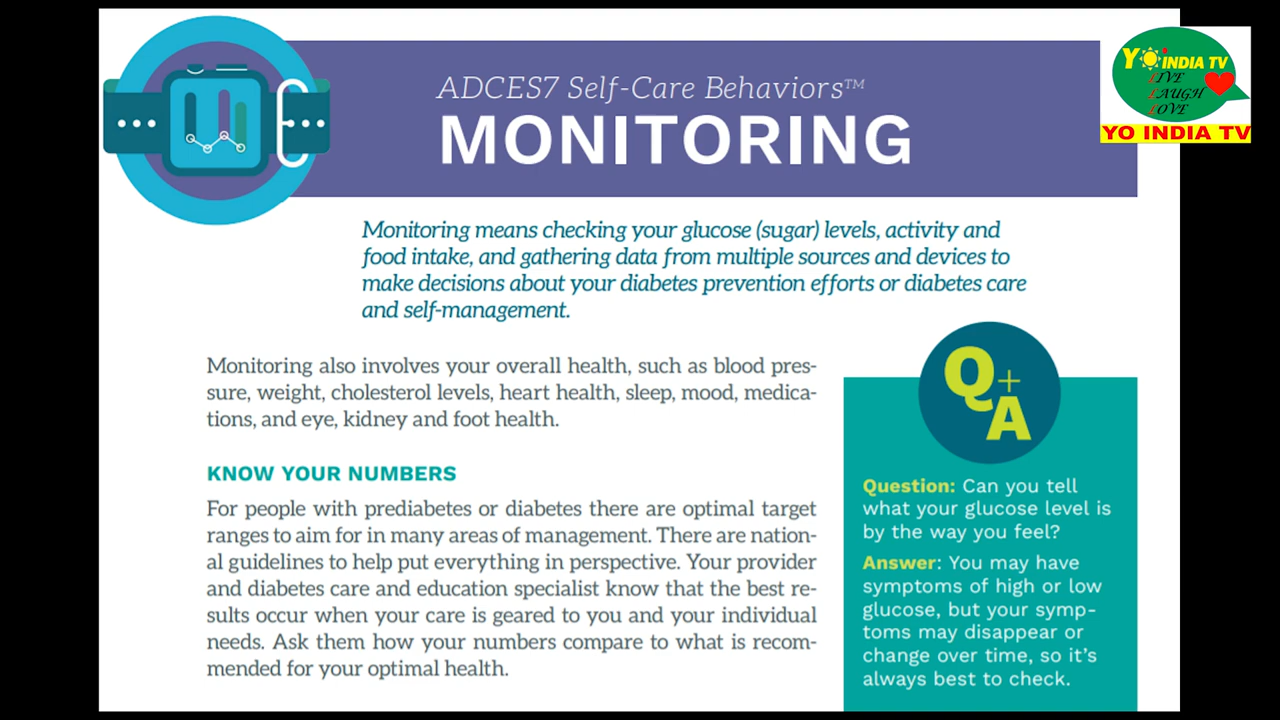 ADCES7 Self-Care Behaviors™
MONITORING
YO'INDIA TV
LIVE
LAUGH
LOVE
YO INDIA TV
Monitoring means checking your glucose (sugar) levels, activity and
food intake, and gathering data from multiple sources and devices to
make decisions about your diabetes prevention efforts or diabetes care
and self-management.
Monitoring also involves your overall health, such as blood pres-
sure, weight, cholesterol levels, heart health, sleep, mood, medica-
tions, and eye, kidney and foot health.
KNOW YOUR NUMBERS
For people with prediabetes or diabetes there are optimal target
ranges to aim for in many areas of management. There are nation-
al guidelines to help put everything in perspective. Your provider
and diabetes care and education specialist know that the best re-
sults occur when your care is geared to you and your individual
needs. Ask them how your numbers compare to what is recom-
mended for your optimal health.
Q+A
Question: Can you tell
what your glucose level is
by the way you feel?
Answer: You may have
symptoms of high or low
glucose, but your symp-
toms may disappear or
change over time, so it's
always best to check.